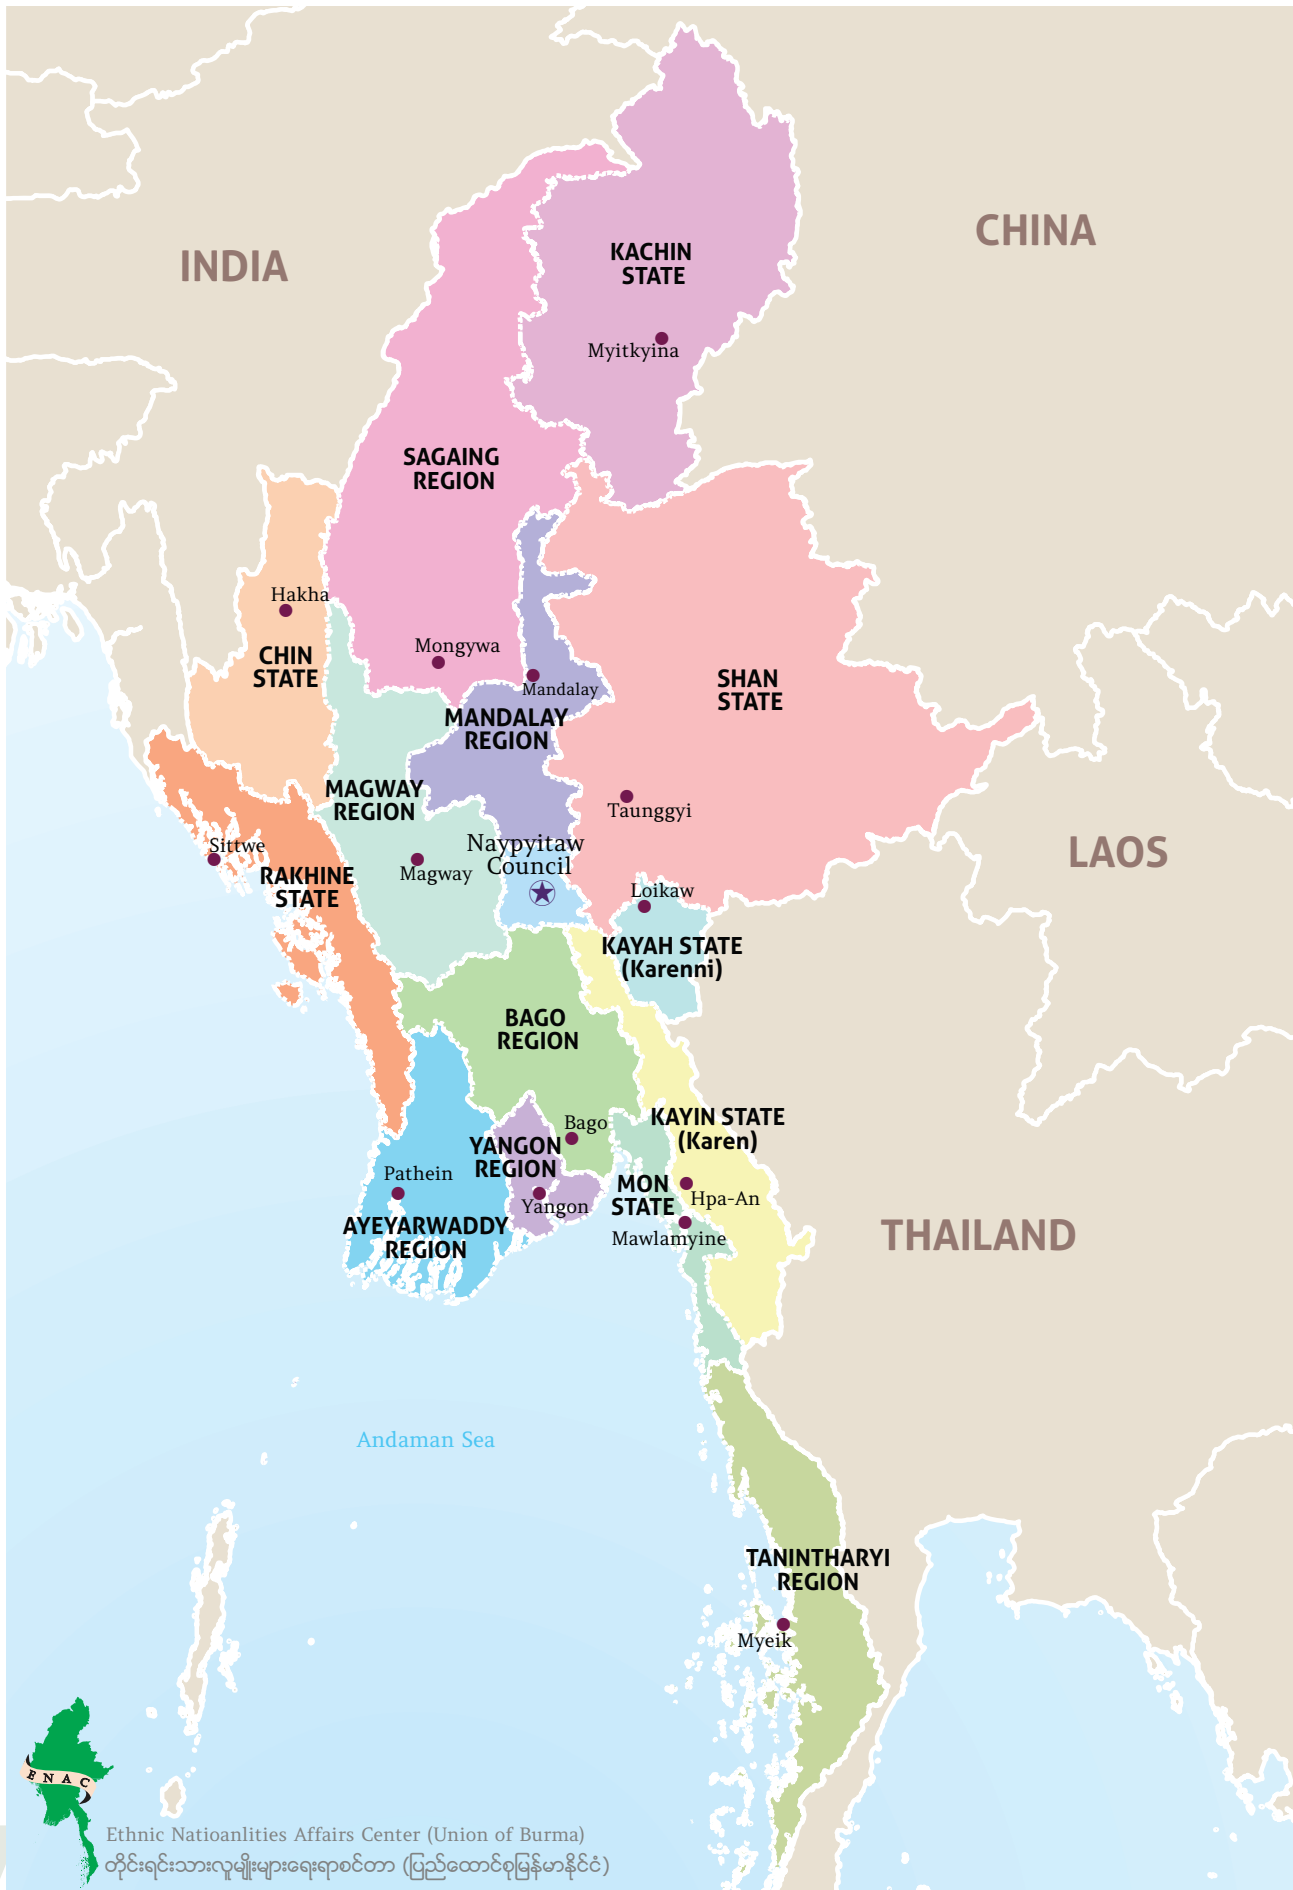 INDIA
CHINA
KACHIN
STATE
Myitkyina
SAGAING
REGION
Hakha
CHIN
STATE
Mongywa
Mandalay
MANDALAY
REGION
SHAN
STATE
MAGWAY
REGION
Taunggyi
Sittwe
RAKHINE
STATE
Magway
Naypyitaw
Council
Loikaw
LAOS
KAYAH STATE
(Karenni)
BAGO
REGION
Bago
KAYIN STATE
(Karen)
YANGON
REGION
Pathein
Yangon
MON
STATE
Hpa-An
Mawlamyine
AYEYARWADDY
REGION
THAILAND
Andaman Sea
TANINTHARYI
REGION
Myeik
ENAC
Ethnic Natioanlities Affairs Center (Union of Burma)
တိုင်းရင်းသားလူမျိုးများရေးရာစင်တာ (ပြည်ထောင်စုမြန်မာနိုင်ငံ)